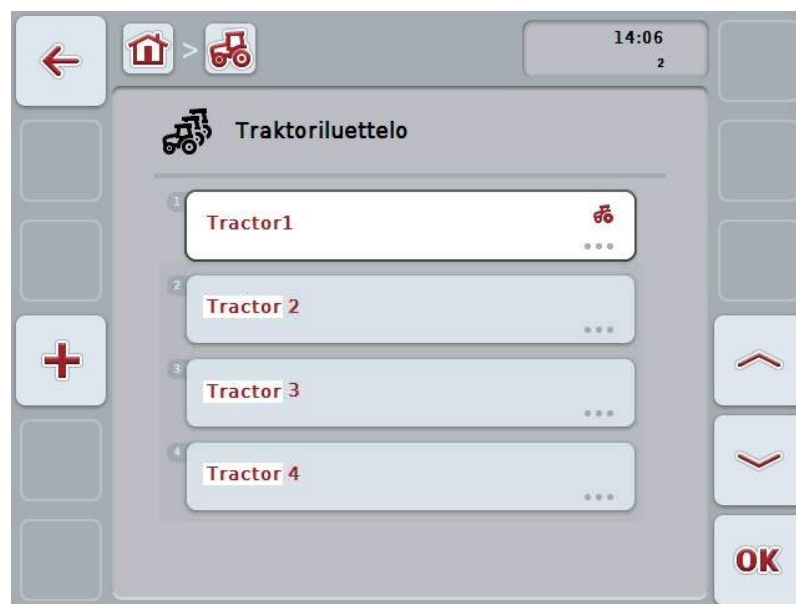 14:06
2
Traktoriluettelo
1
Tractor1
2
Tractor 2
3
Tractor 3
4
Tractor 4
OK